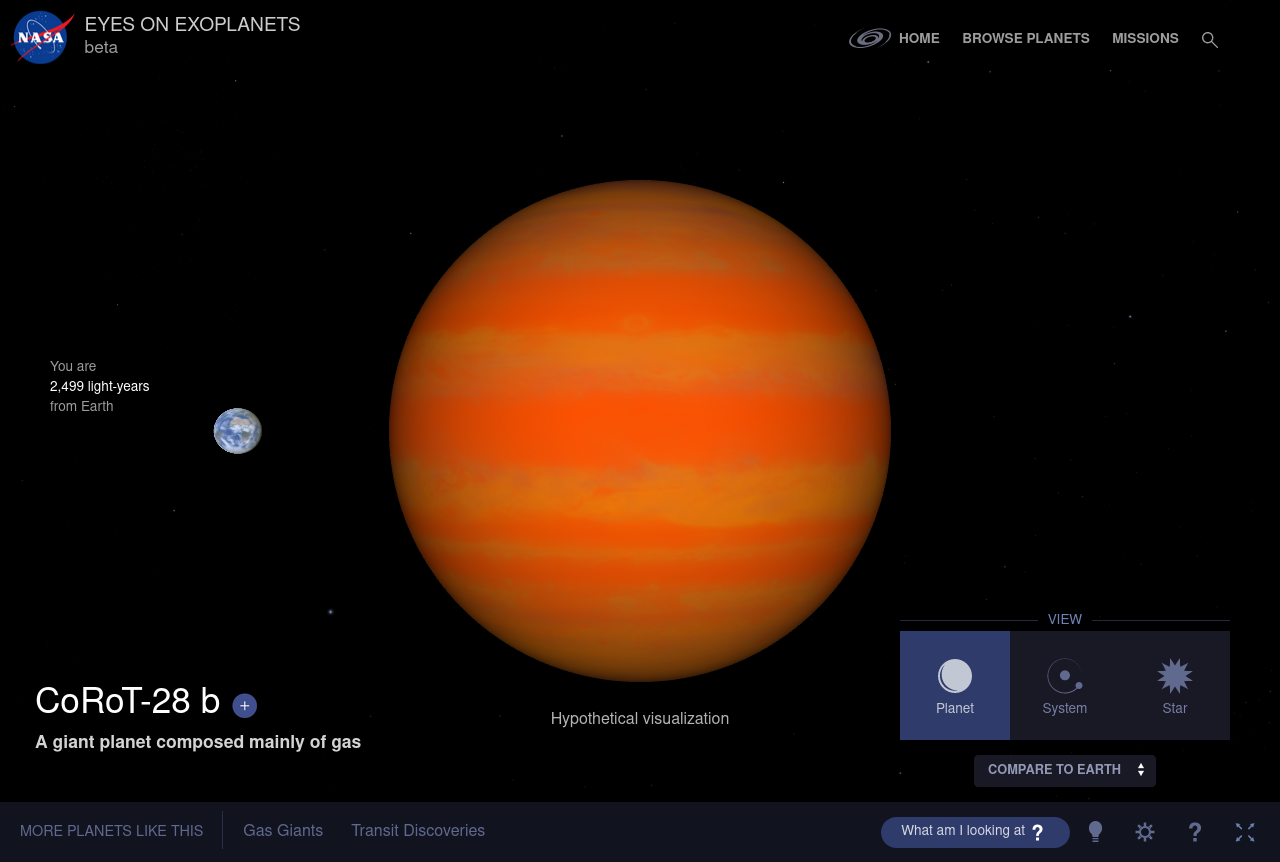 NASA
EYES ON EXOPLANETS
beta
HOME
BROWSE PLANETS
MISSIONS
You are
2,499 light-years
from Earth
CoRoT-28 b +
A giant planet composed mainly of gas
Hypothetical visualization
VIEW
Planet
System
Star
COMPARE TO EARTH
MORE PLANETS LIKE THIS
Gas Giants
Transit Discoveries
What am I looking at ?
?